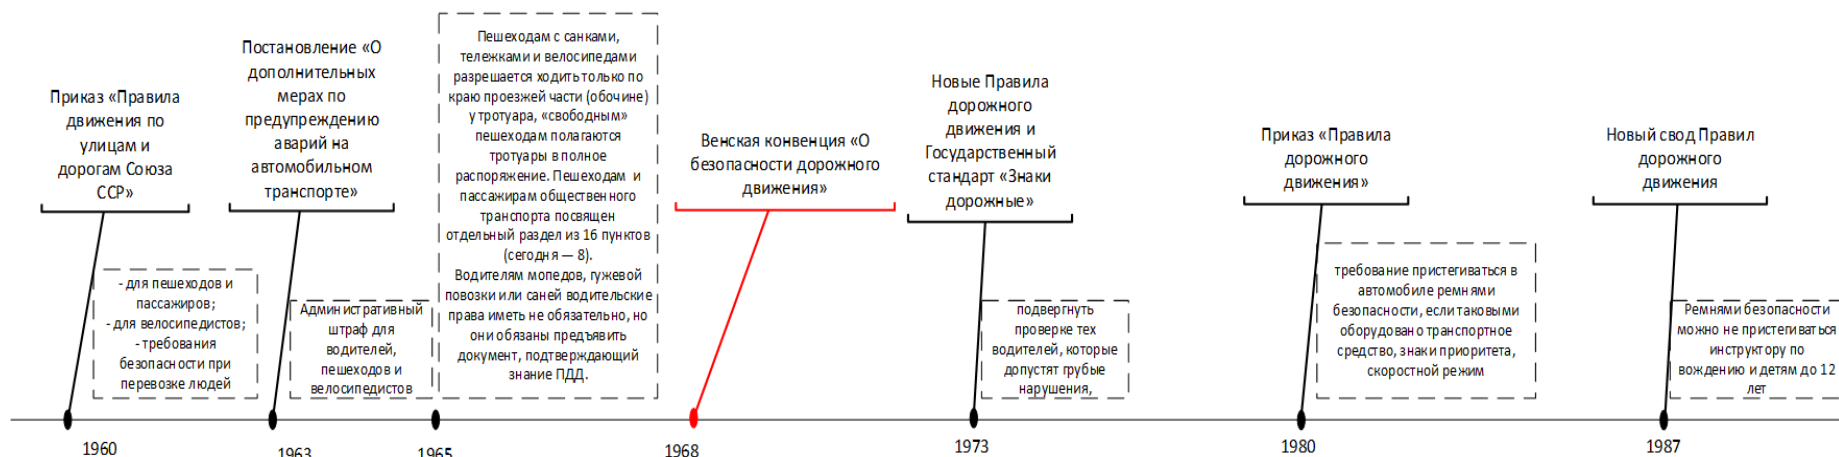 Приказ «Правила
движения по
улицам и
дорогам Союза
ССР»
- для пешеходов и
пассажиров;
- для велосипедистов;
- требования
безопасности при
перевозке людей
1960
Постановление «О
дополнительных
мерах по
предупреждению
аварий на
автомобильном
транспорте»
Административный
штраф для
водителей,
пешеходов и
велосипедистов
1963
Пешеходам с санками,
тележками и велосипедами
разрешается ходить только по
краю проезжей части (обочине)
у тротуара, «свободным»
пешеходам полагаются
тротуары в полное
распоряжение. Пешеходам и
пассажирам общественного
транспорта посвящен
отдельный раздел из 16 пунктов
(сегодня — 8).
Водителям мопедов, гужевой
повозки или саней водительские
права иметь не обязательно, но
они обязаны предъявить
документ, подтверждающий
знание ПДД.
1965
Венская конвенция «О
безопасности дорожного
движения»
1968
Новые Правила
дорожного
движения и
Государственный
стандарт «Знаки
дорожные»
подвергнуть
проверке тех
водителей, которые
допустят грубые
нарушения,
1973
Приказ «Правила
дорожного
движения»
требование пристегиваться в
автомобиле ремнями
безопасности, если таковыми
оборудовано транспортное
средство, знаки приоритета,
скоростной режим
1980
Новый свод Правил
дорожного
движения
Ремнями безопасности
можно не пристегиваться
инструктору по
вождению и детям до 12
лет
1987